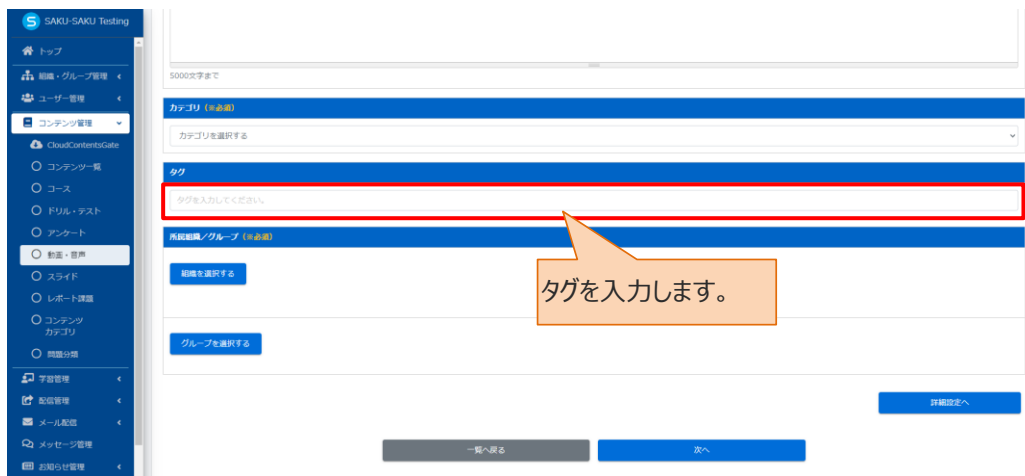 SAKU-SAKU Testing
トップ
組織・グループ管理
ユーザー管理
コンテンツ管理
CloudContentsGate
コンテンツ一覧
コース
ドリル・テスト
アンケート
動画・音声
スライド
レポート課題
コンテンツ
カテゴリ
問題分類
学習管理
配信管理
メール配信
メッセージ管理
お知らせ管理
5000文字まで
カテゴリ（※必須）
カテゴリを選択する
タグ
タグを入力してください。
所属組織／グループ（※必須）
組織を選択する
タグを入力します。
グループを選択する
詳細設定へ
一覧へ戻る
次へ